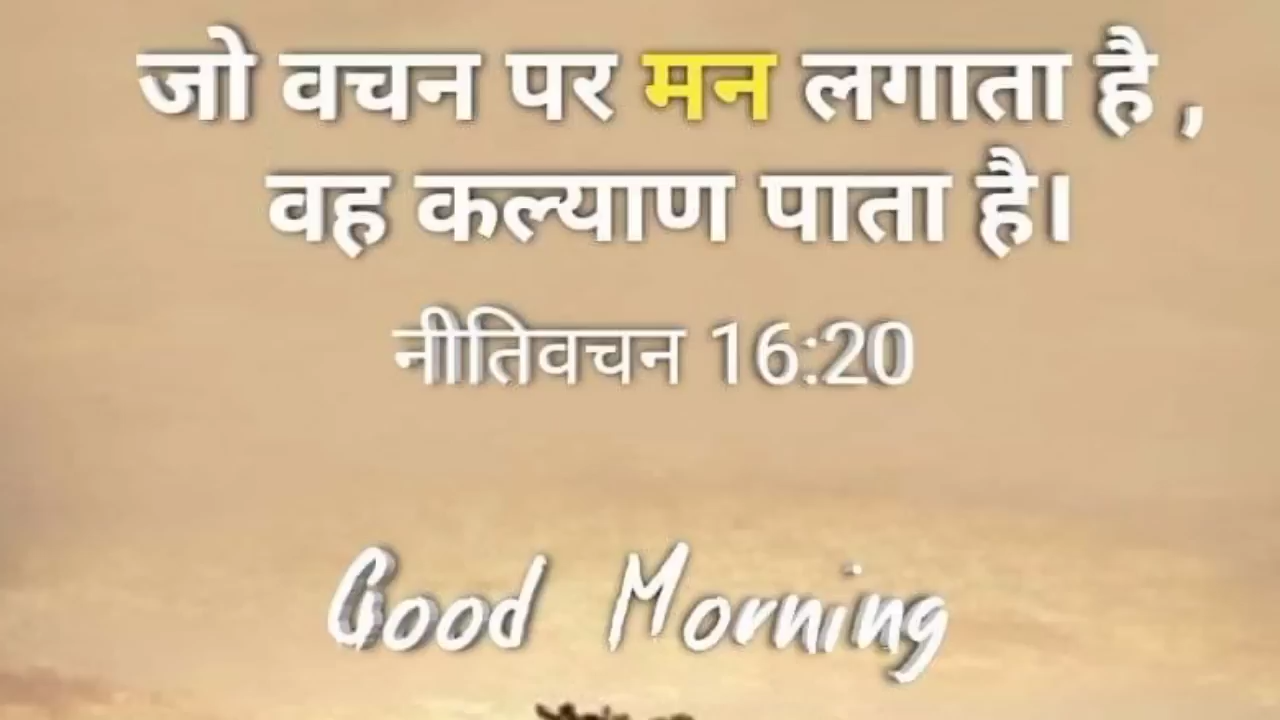 जो वचन पर मन लगाता है ,
वह कल्याण पाता है।
नीतिवचन 16:20
Good Morning